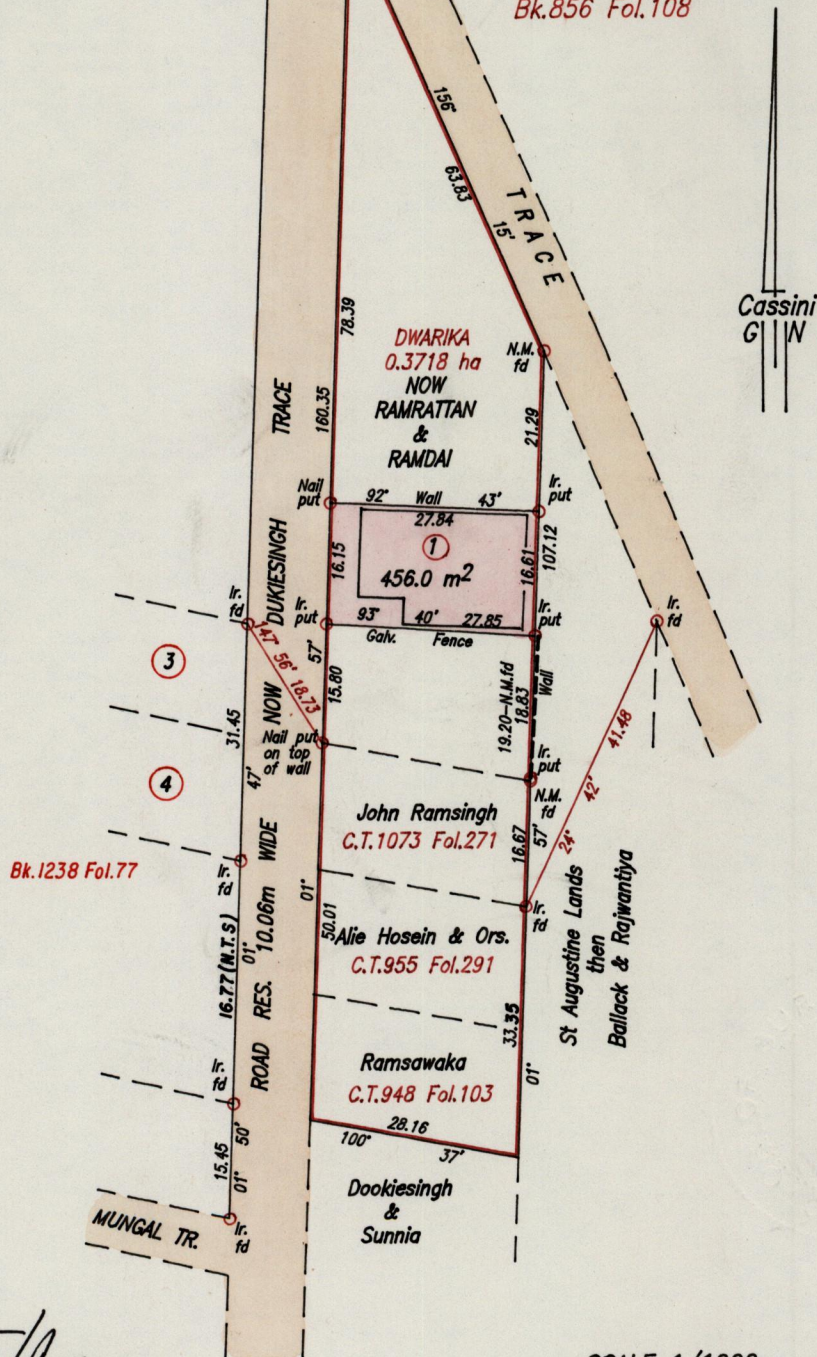 Bk.856 Fol.108
156°
63.83
15'
TRACE
Cassini
G N
78.39
DWARIKA
0.3718 ha
NOW
RAMRATTAN
&
RAMDAI
N.M.
fd
21.29
160.35
Nail
put
92° Wall 43'
27.84
Ir.
put
107.12
1
16.15
456.0 m²
16.61
Ir.
put
93° 40' 27.85
Galv. Fence
Ir.
put
Ir.
fd
Ir.
fd
147° 56' 18.73
57'
15.80
19.20-N.M.fd
18.83
Wall
3
31.45
47'
Nail put
on top
of wall
Ir.
put
N.M.
fd
41.48
42'
24°
4
John Ramsingh
C.T.1073 Fol.271
16.67
57'
Ir.
fd
Bk.1238 Fol.77
Ir.
fd
01°
50.01
Alie Hosein & Ors.
C.T.955 Fol.291
St Augustine Lands
then
Ballack & Rajwantiya
16.77(N.T.S)
01°
ROAD RES. 10.06m WIDE NOW DUKIESINGH TRACE
33.35
01°
Ramsawaka
C.T.948 Fol.103
Ir.
fd
28.16
100° 37'
50'
15.45
01°
Dookiesingh
&
Sunnia
MUNGAL TR.
Ir.
fd